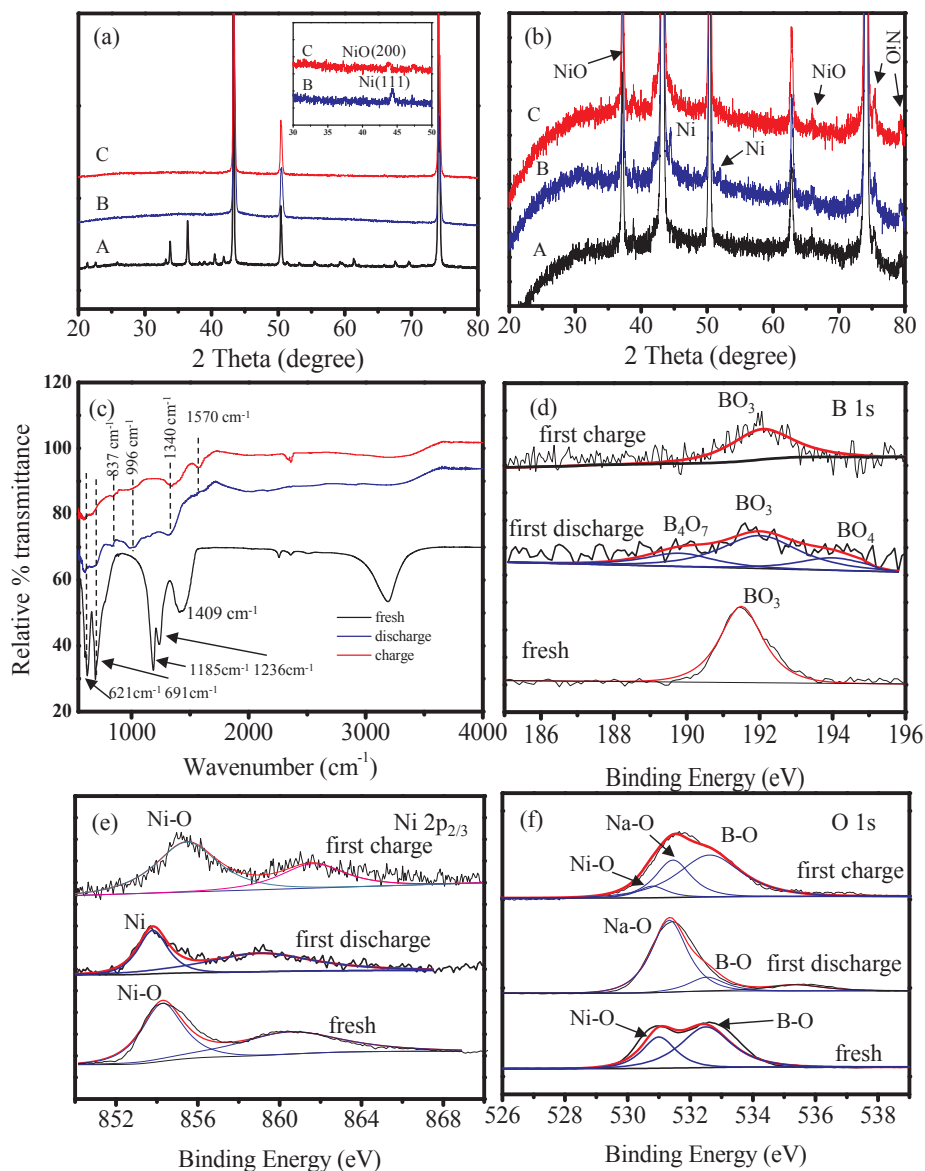 (a)
C
NiO(200)
Ni(111)
B
30 35 40 45 50
C
B
A
20 30 40 50 60 70 80
2 Theta (degree)
(b)
NiO
NiO
NiO
C
Ni
B
Ni
A
20 30 40 50 60 70 80
2 Theta (degree)
Relative % transmittance
120
100
80
60
40
20
(c)
837 cm-1
996 cm-1
1340 cm-1
1570 cm-1
1409 cm-1
fresh
discharge
charge
1185cm-1 1236cm-1
621cm-1 691cm-1
1000 2000 3000 4000
Wavenumber (cm-1)
(d)
B 1s
BO3
first charge
first discharge
B4O7
BO3
BO4
BO3
fresh
186 188 190 192 194 196
Binding Energy (eV)
(e)
Ni 2p2/3
Ni-O
first charge
Ni
first discharge
Ni-O
fresh
852 856 860 864 868
Binding Energy (eV)
(f)
O 1s
Na-O
B-O
Ni-O
first charge
Na-O
B-O
first discharge
Ni-O
B-O
fresh
526 528 530 532 534 536 538
Binding Energy (eV)